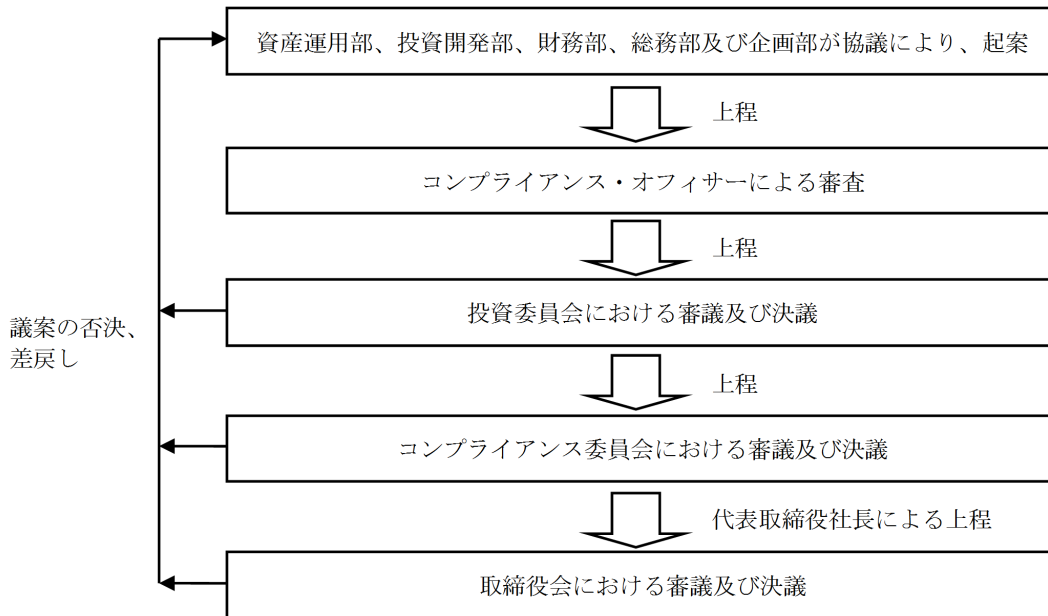 資産運用部、投資開発部、財務部、総務部及び企画部が協議により、起案
上程
コンプライアンス・オフィサーによる審査
上程
投資委員会における審議及び決議
議案の否決、
差戻し
上程
コンプライアンス委員会における審議及び決議
代表取締役社長による上程
取締役会における審議及び決議